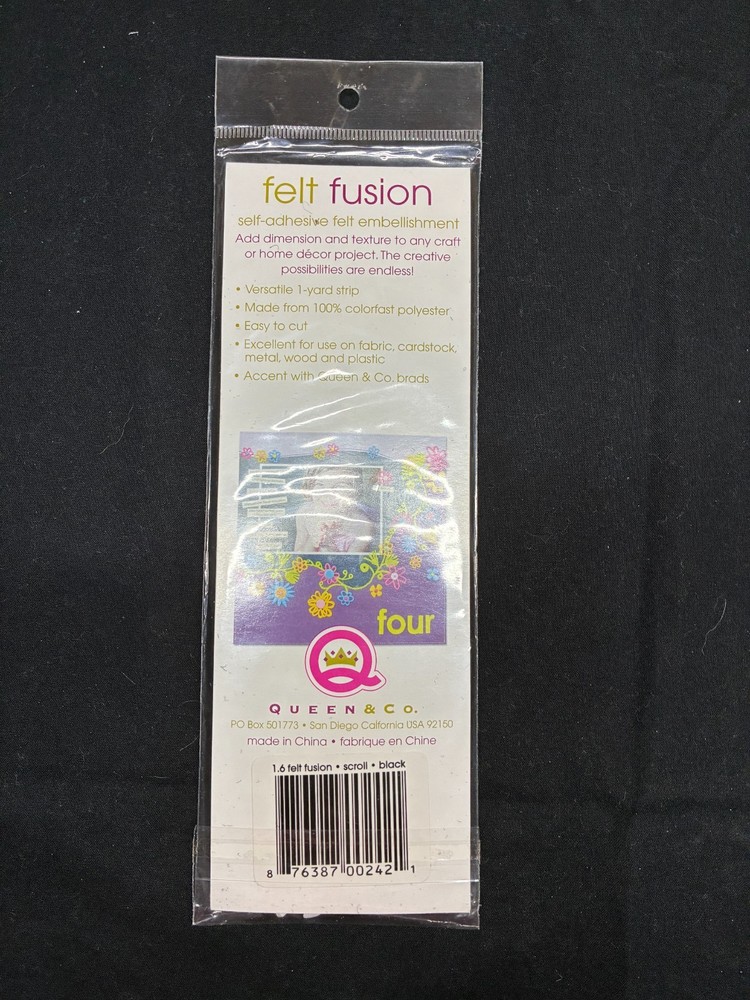 felt fusion
self-adhesive felt embellishment
Add dimension and texture to any craft
or home décor project. The creative
possibilities are endless!
• Versatile 1-yard strip
• Made from 100% colorfast polyester
• Easy to cut
• Excellent for use on fabric, cardstock,
metal, wood and plastic
• Accent with Queen & Co. brads
four
Q
QUEEN & Co.
PO Box 501773 • San Diego Calfornia USA 92150
made in China • fabrique en Chine
1.6 felt fusion • scroll • black
8 76387 00242 1